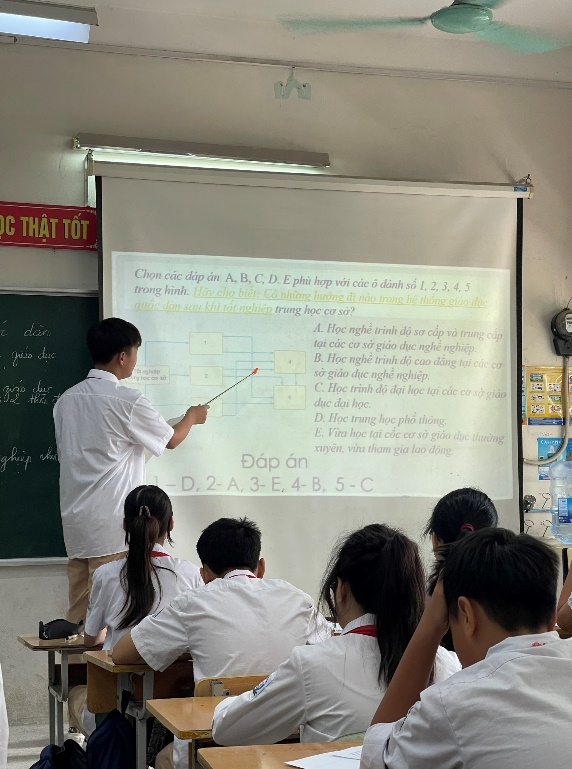 ỌC THẬT TỐT
Chọn các đáp án A, B, C, D. E phù hợp với các ô đánh số 1, 2, 3, 4, 5
trong hình. Hãy cho biết: Có những hướng đi nào trong hệ thống giáo dục
quốc dân sau khi tốt nghiệp trung học cơ sở?
A. Học nghề trình độ sơ cấp và trung cấp
tại các cơ sở giáo dục nghề nghiệp.
B. Học nghề trình độ cao đẳng tại các cơ
sở giáo dục nghề nghiệp.
C. Học trình độ đại học tại các cơ sở giáo
dục đại học.
D. Học trung học phổ thông.
E. Vừa học tại các cơ sở giáo dục thường
xuyên, vừa tham gia lao động.
Đáp án
1 – D, 2- A, 3- E, 4- B, 5 - C
dân
giáo dục
giáo dục
nghiệp